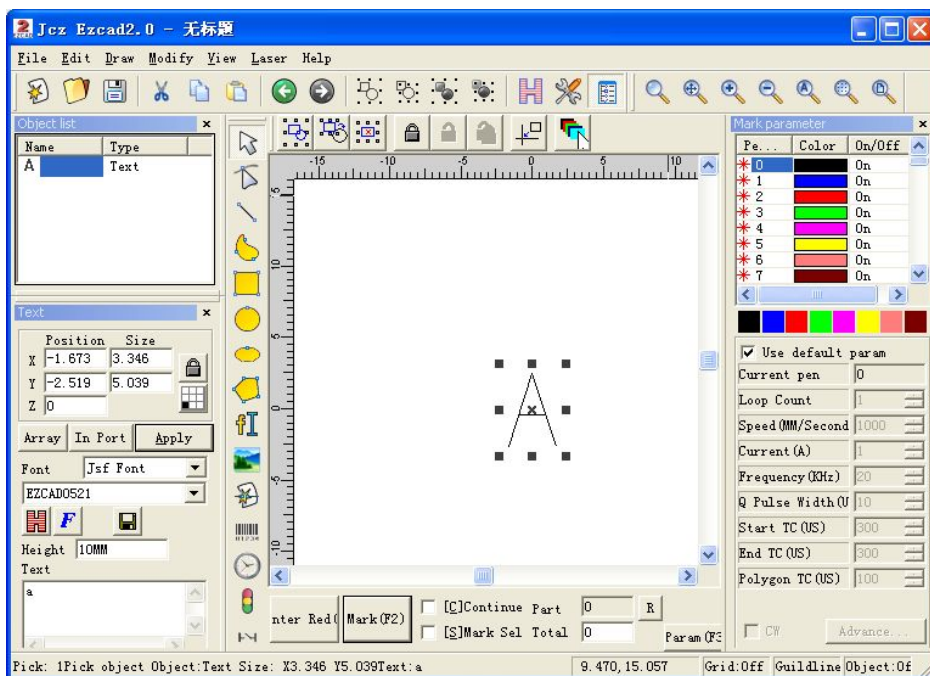 Jcz Ezcad2.0 - 无标题
File Edit Draw Modify View Laser Help
Object list
Name Type
A Text
Text
Position Size
X -1.673 3.346
Y -2.519 5.039
Z 0
Array In Port Apply
Font Jsf Font
EZCAD0521
F
Height 10MM
Text
a
-15 -10 -5 0 5 10
15
10
5
0
-5
-10
A
nter Red( Mark(F2)
[C]Continue Part 0 R
[S]Mark Sel Total 0
Param(F3
Mark parameter
Pe... Color On/Off
0 On
1 On
2 On
3 On
4 On
5 On
6 On
7 On
Use default param
Current pen 0
Loop Count 1
Speed(MM/Second 1000
Current(A) 1
Frequency(KHz) 20
Q Pulse Width(U 10
Start TC(US) 300
End TC(US) 300
Polygon TC(US) 100
CW Advance...
Pick: 1Pick object Object:Text Size: X3.346 Y5.039Text:a 9.470,15.057 Grid:Off Guildline Object:Of